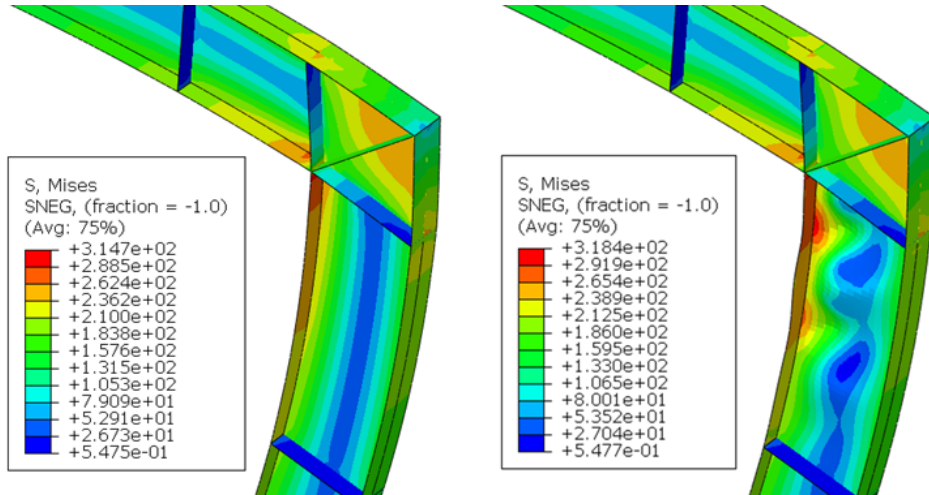 S, Mises
SNEG, (fraction = -1.0)
(Avg: 75%)
+3.147e+02
+2.885e+02
+2.624e+02
+2.362e+02
+2.100e+02
+1.838e+02
+1.576e+02
+1.315e+02
+1.053e+02
+7.909e+01
+5.291e+01
+2.673e+01
+5.475e-01
S, Mises
SNEG, (fraction = -1.0)
(Avg: 75%)
+3.184e+02
+2.919e+02
+2.654e+02
+2.389e+02
+2.125e+02
+1.860e+02
+1.595e+02
+1.330e+02
+1.065e+02
+8.001e+01
+5.352e+01
+2.704e+01
+5.477e-01